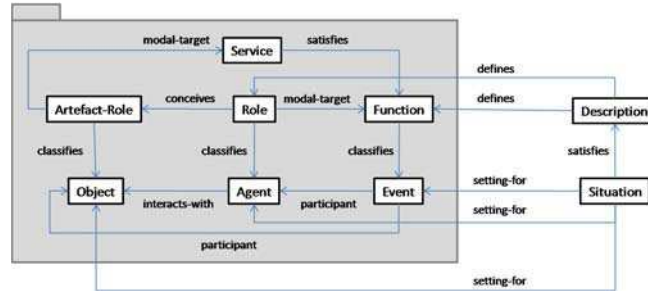 modal-target
Service
satisfies
defines
Artefact-Role
conceives
Role
modal-target
Function
defines
Description
classifies
classifies
classifies
satisfies
Object
interacts-with
Agent
participant
Event
setting-for
Situation
setting-for
participant
setting-for